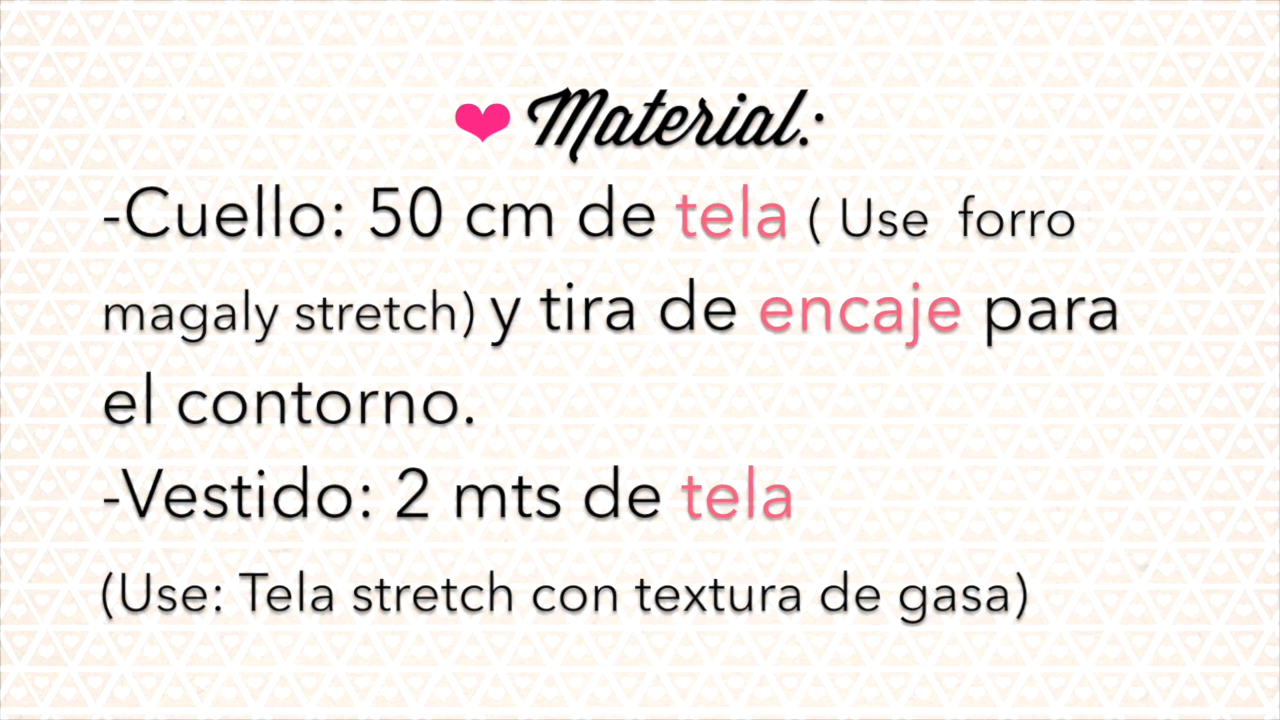 ❤ Material:
-Cuello: 50 cm de tela ( Use forro
magaly stretch) y tira de encaje para
el contorno.
-Vestido: 2 mts de tela
(Use: Tela stretch con textura de gasa)